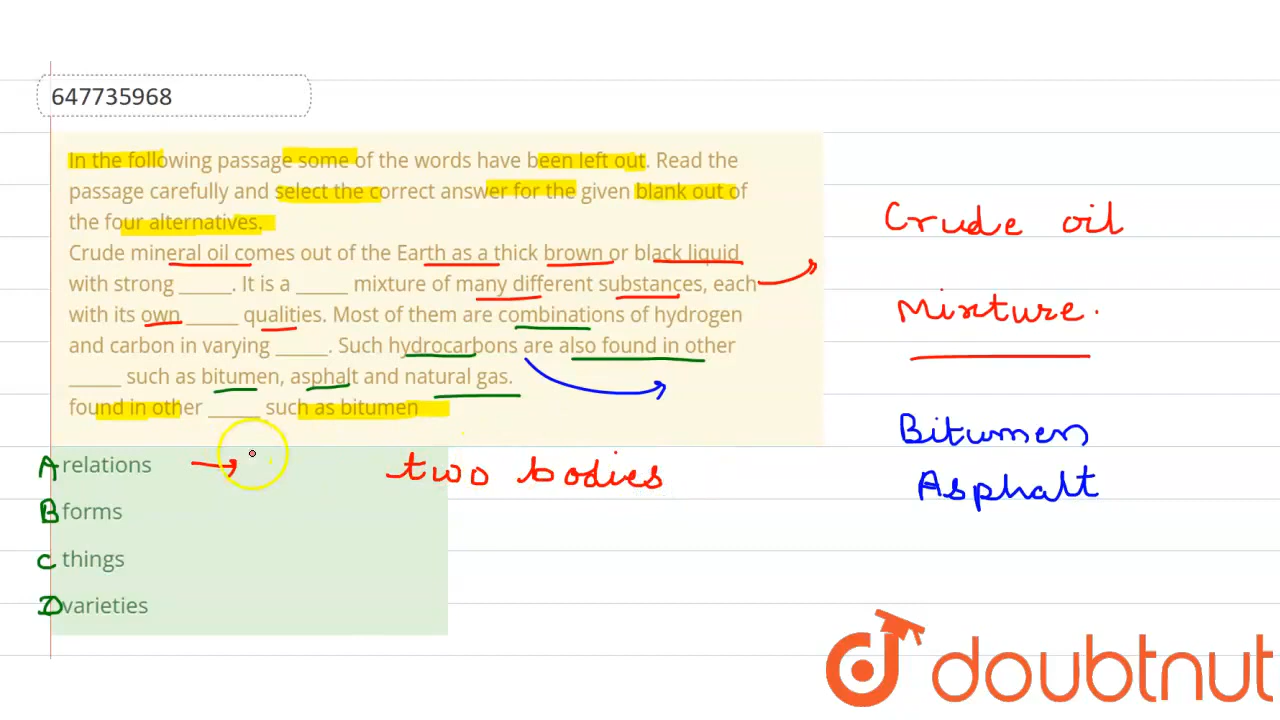 647735968
In the following passage some of the words have been left out. Read the
passage carefully and select the correct answer for the given blank out of
the four alternatives.
Crude mineral oil comes out of the Earth as a thick brown or black liquid
with strong ______. It is a ______ mixture of many different substances, each
with its own ______ qualities. Most of them are combinations of hydrogen
and carbon in varying ______. Such hydrocarbons are also found in other
______ such as bitumen, asphalt and natural gas.
found in other ______ such as bitumen
A relations
B forms
C things
D varieties
two bodies
Crude oil
Mixture.
Bitumen
Asphalt
doubtnut